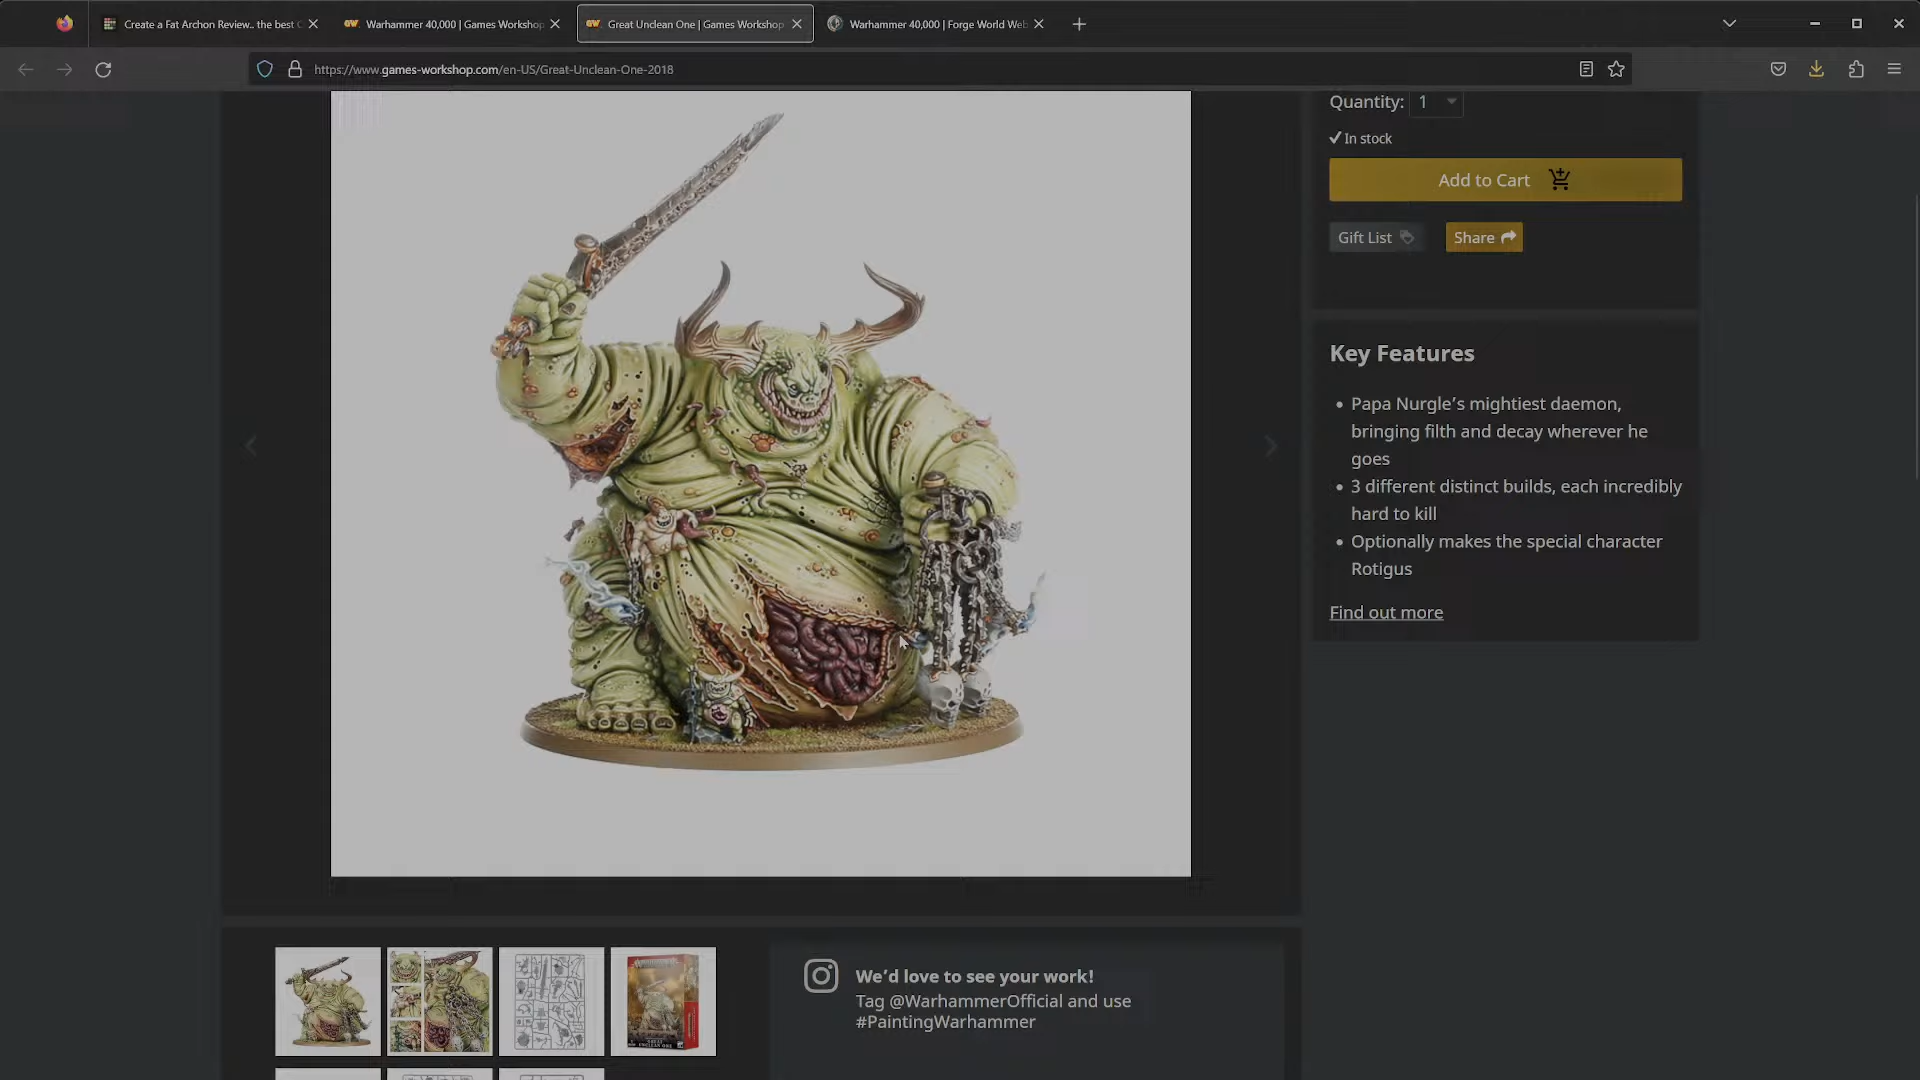 Create a Fat Archon Review.. the best C
Warhammer 40,000 | Games Workshop
Great Unclean One | Games Workshop
Warhammer 40,000 | Forge World Web
https://www.games-workshop.com/en-US/Great-Unclean-One-2018
Quantity: 1
In stock
Add to Cart
Gift List
Share
Key Features
• Papa Nurgle’s mightiest daemon,
bringing filth and decay wherever he
goes
• 3 different distinct builds, each incredibly
hard to kill
• Optionally makes the special character
Rotigus
Find out more
We’d love to see your work!
Tag @WarhammerOfficial and use
#PaintingWarhammer
GREAT
UNCLEAN ONE